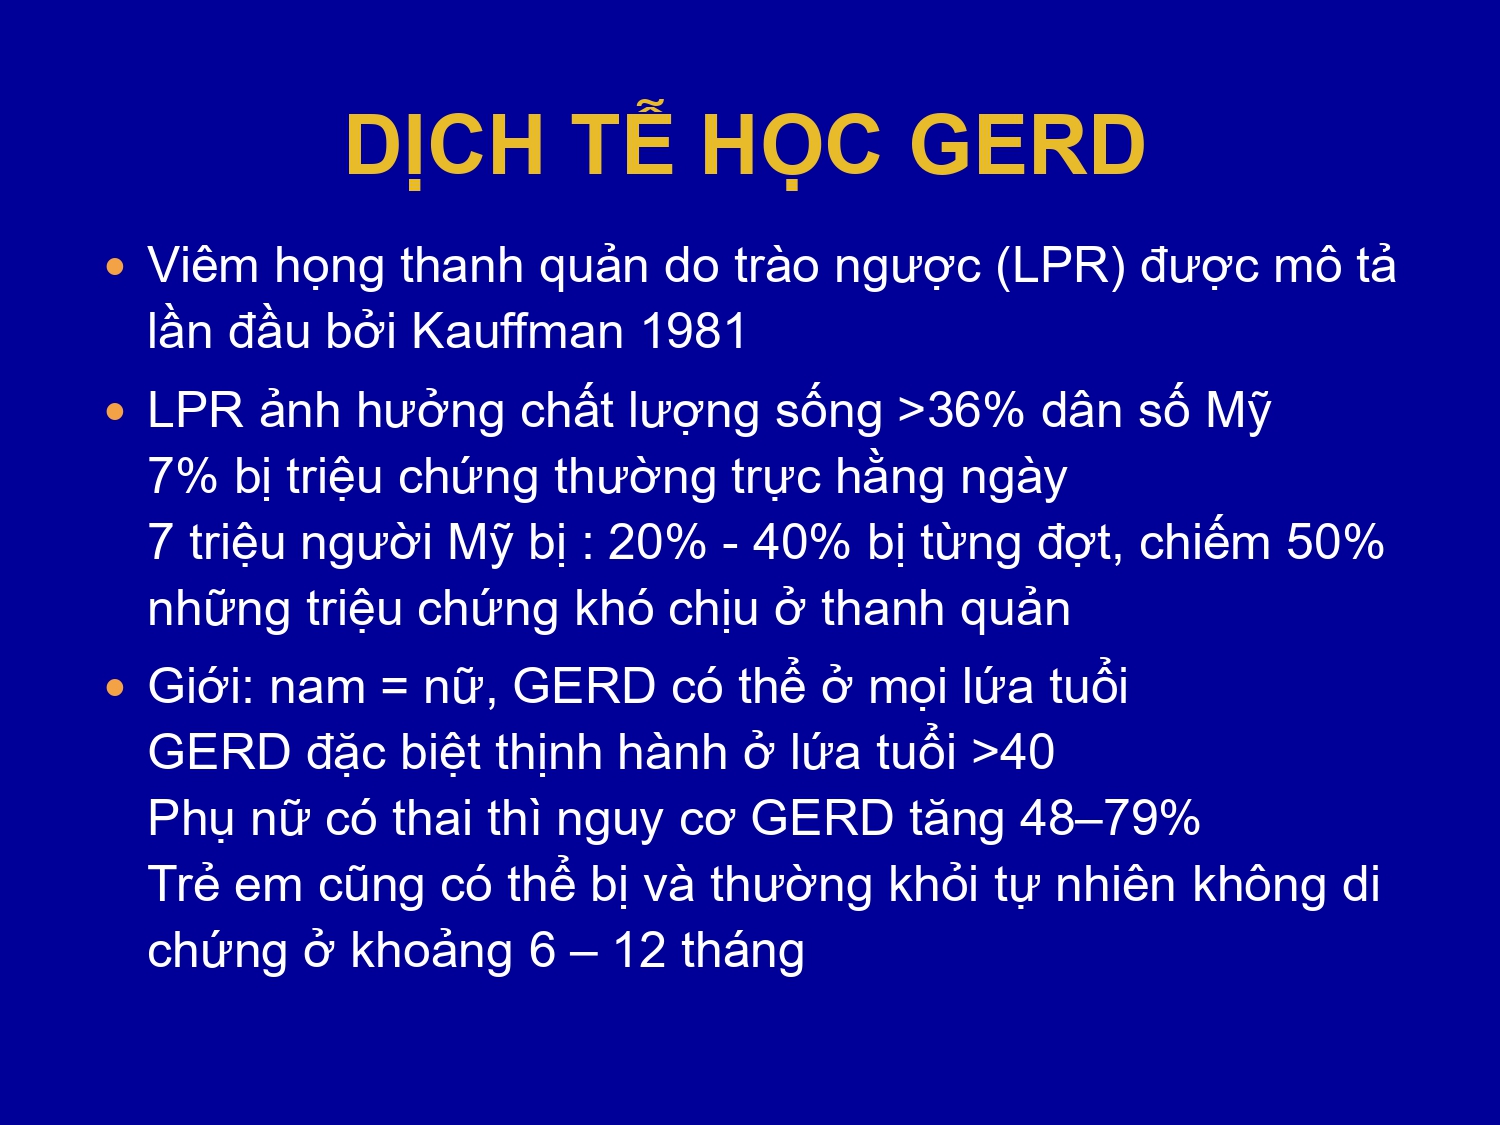 DỊCH TỄ HỌC GERD
• Viêm họng thanh quản do trào ngược (LPR) được mô tả
lần đầu bởi Kauffman 1981
• LPR ảnh hưởng chất lượng sống >36% dân số Mỹ
7% bị triệu chứng thường trực hằng ngày
7 triệu người Mỹ bị : 20% - 40% bị từng đợt, chiếm 50%
những triệu chứng khó chịu ở thanh quản
• Giới: nam = nữ, GERD có thể ở mọi lứa tuổi
GERD đặc biệt thịnh hành ở lứa tuổi >40
Phụ nữ có thai thì nguy cơ GERD tăng 48–79%
Trẻ em cũng có thể bị và thường khỏi tự nhiên không di
chứng ở khoảng 6 – 12 tháng